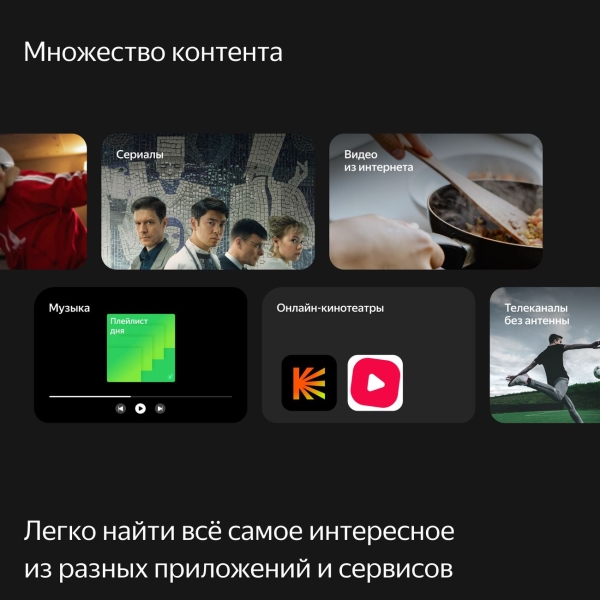 Множество контента
Сериалы
Видео
из интернета
Музыка
Плейлист
дня
Онлайн-кинотеатры
Телеканалы
без антенны
Легко найти всё самое интересное
из разных приложений и сервисов